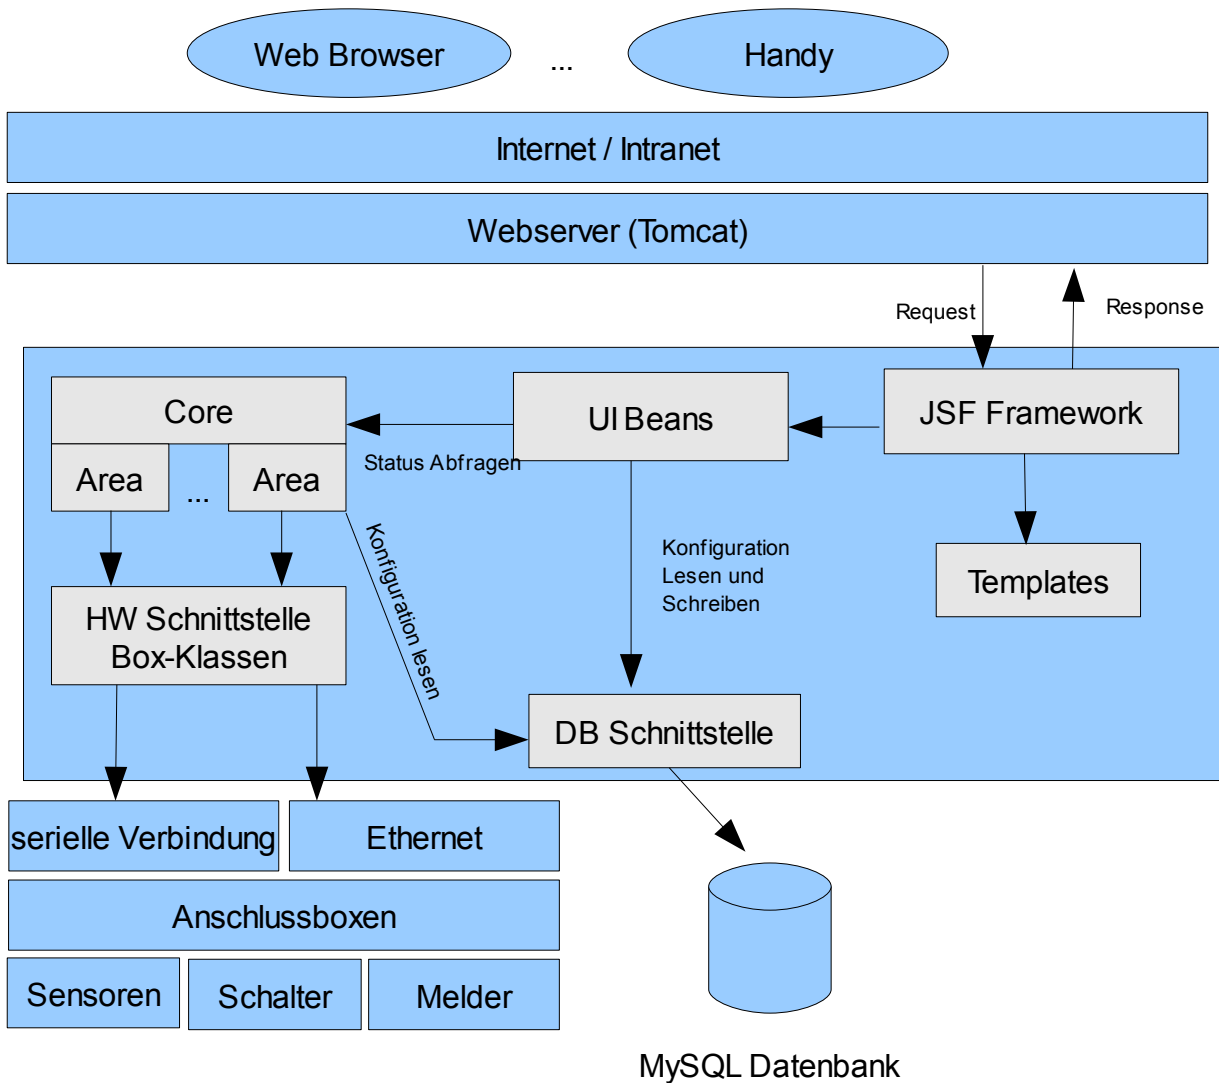 Web Browser
...
Handy
Internet / Intranet
Webserver (Tomcat)
Request
Response
Core
UI Beans
JSF Framework
Status Abfragen
Area
...
Area
Konfiguration lesen
Konfiguration
Lesen und
Schreiben
Templates
HW Schnittstelle
Box-Klassen
DB Schnittstelle
serielle Verbindung
Ethernet
Anschlussboxen
Sensoren
Schalter
Melder
MySQL Datenbank